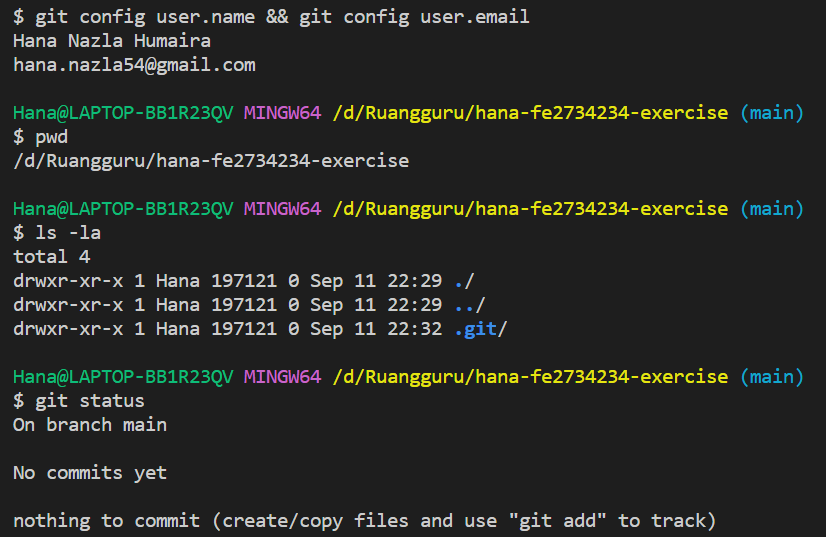 $ git config user.name && git config user.email
Hana Nazla Humaira
hana.nazla54@gmail.com
Hana@LAPTOP-BB1R23QV MINGW64 /d/Ruangguru/hana-fe2734234-exercise (main)
$ pwd
/d/Ruangguru/hana-fe2734234-exercise
Hana@LAPTOP-BB1R23QV MINGW64 /d/Ruangguru/hana-fe2734234-exercise (main)
$ ls -la
total 4
drwxr-xr-x 1 Hana 197121 0 Sep 11 22:29 ./
drwxr-xr-x 1 Hana 197121 0 Sep 11 22:29 ../
drwxr-xr-x 1 Hana 197121 0 Sep 11 22:32 .git/
Hana@LAPTOP-BB1R23QV MINGW64 /d/Ruangguru/hana-fe2734234-exercise (main)
$ git status
On branch main
No commits yet
nothing to commit (create/copy files and use "git add" to track)